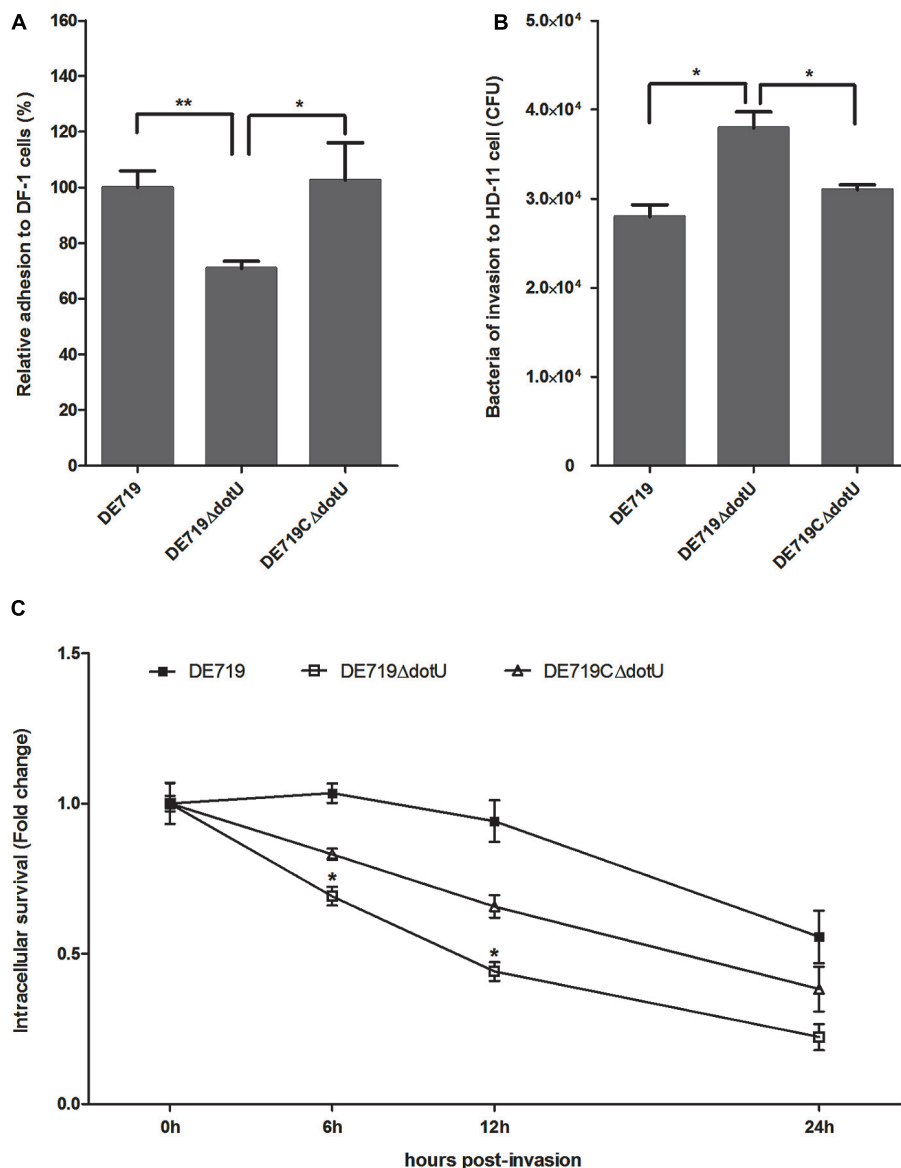 A
Relative adhesion to DF-1 cells (%)
160
140
120
100
80
60
40
20
0
**
*
DE719
DE719ΔdotU
DE719CΔdotU
B
Bacteria of invasion to HD-11 cell (CFU)
5.0×10⁴
4.0×10⁴
3.0×10⁴
2.0×10⁴
1.0×10⁴
0
*
*
DE719
DE719ΔdotU
DE719CΔdotU
C
Intracellular survival (Fold change)
1.5
1.0
0.5
0.0
DE719
DE719ΔdotU
DE719CΔdotU
*
*
0h
6h
12h
24h
hours post-invasion